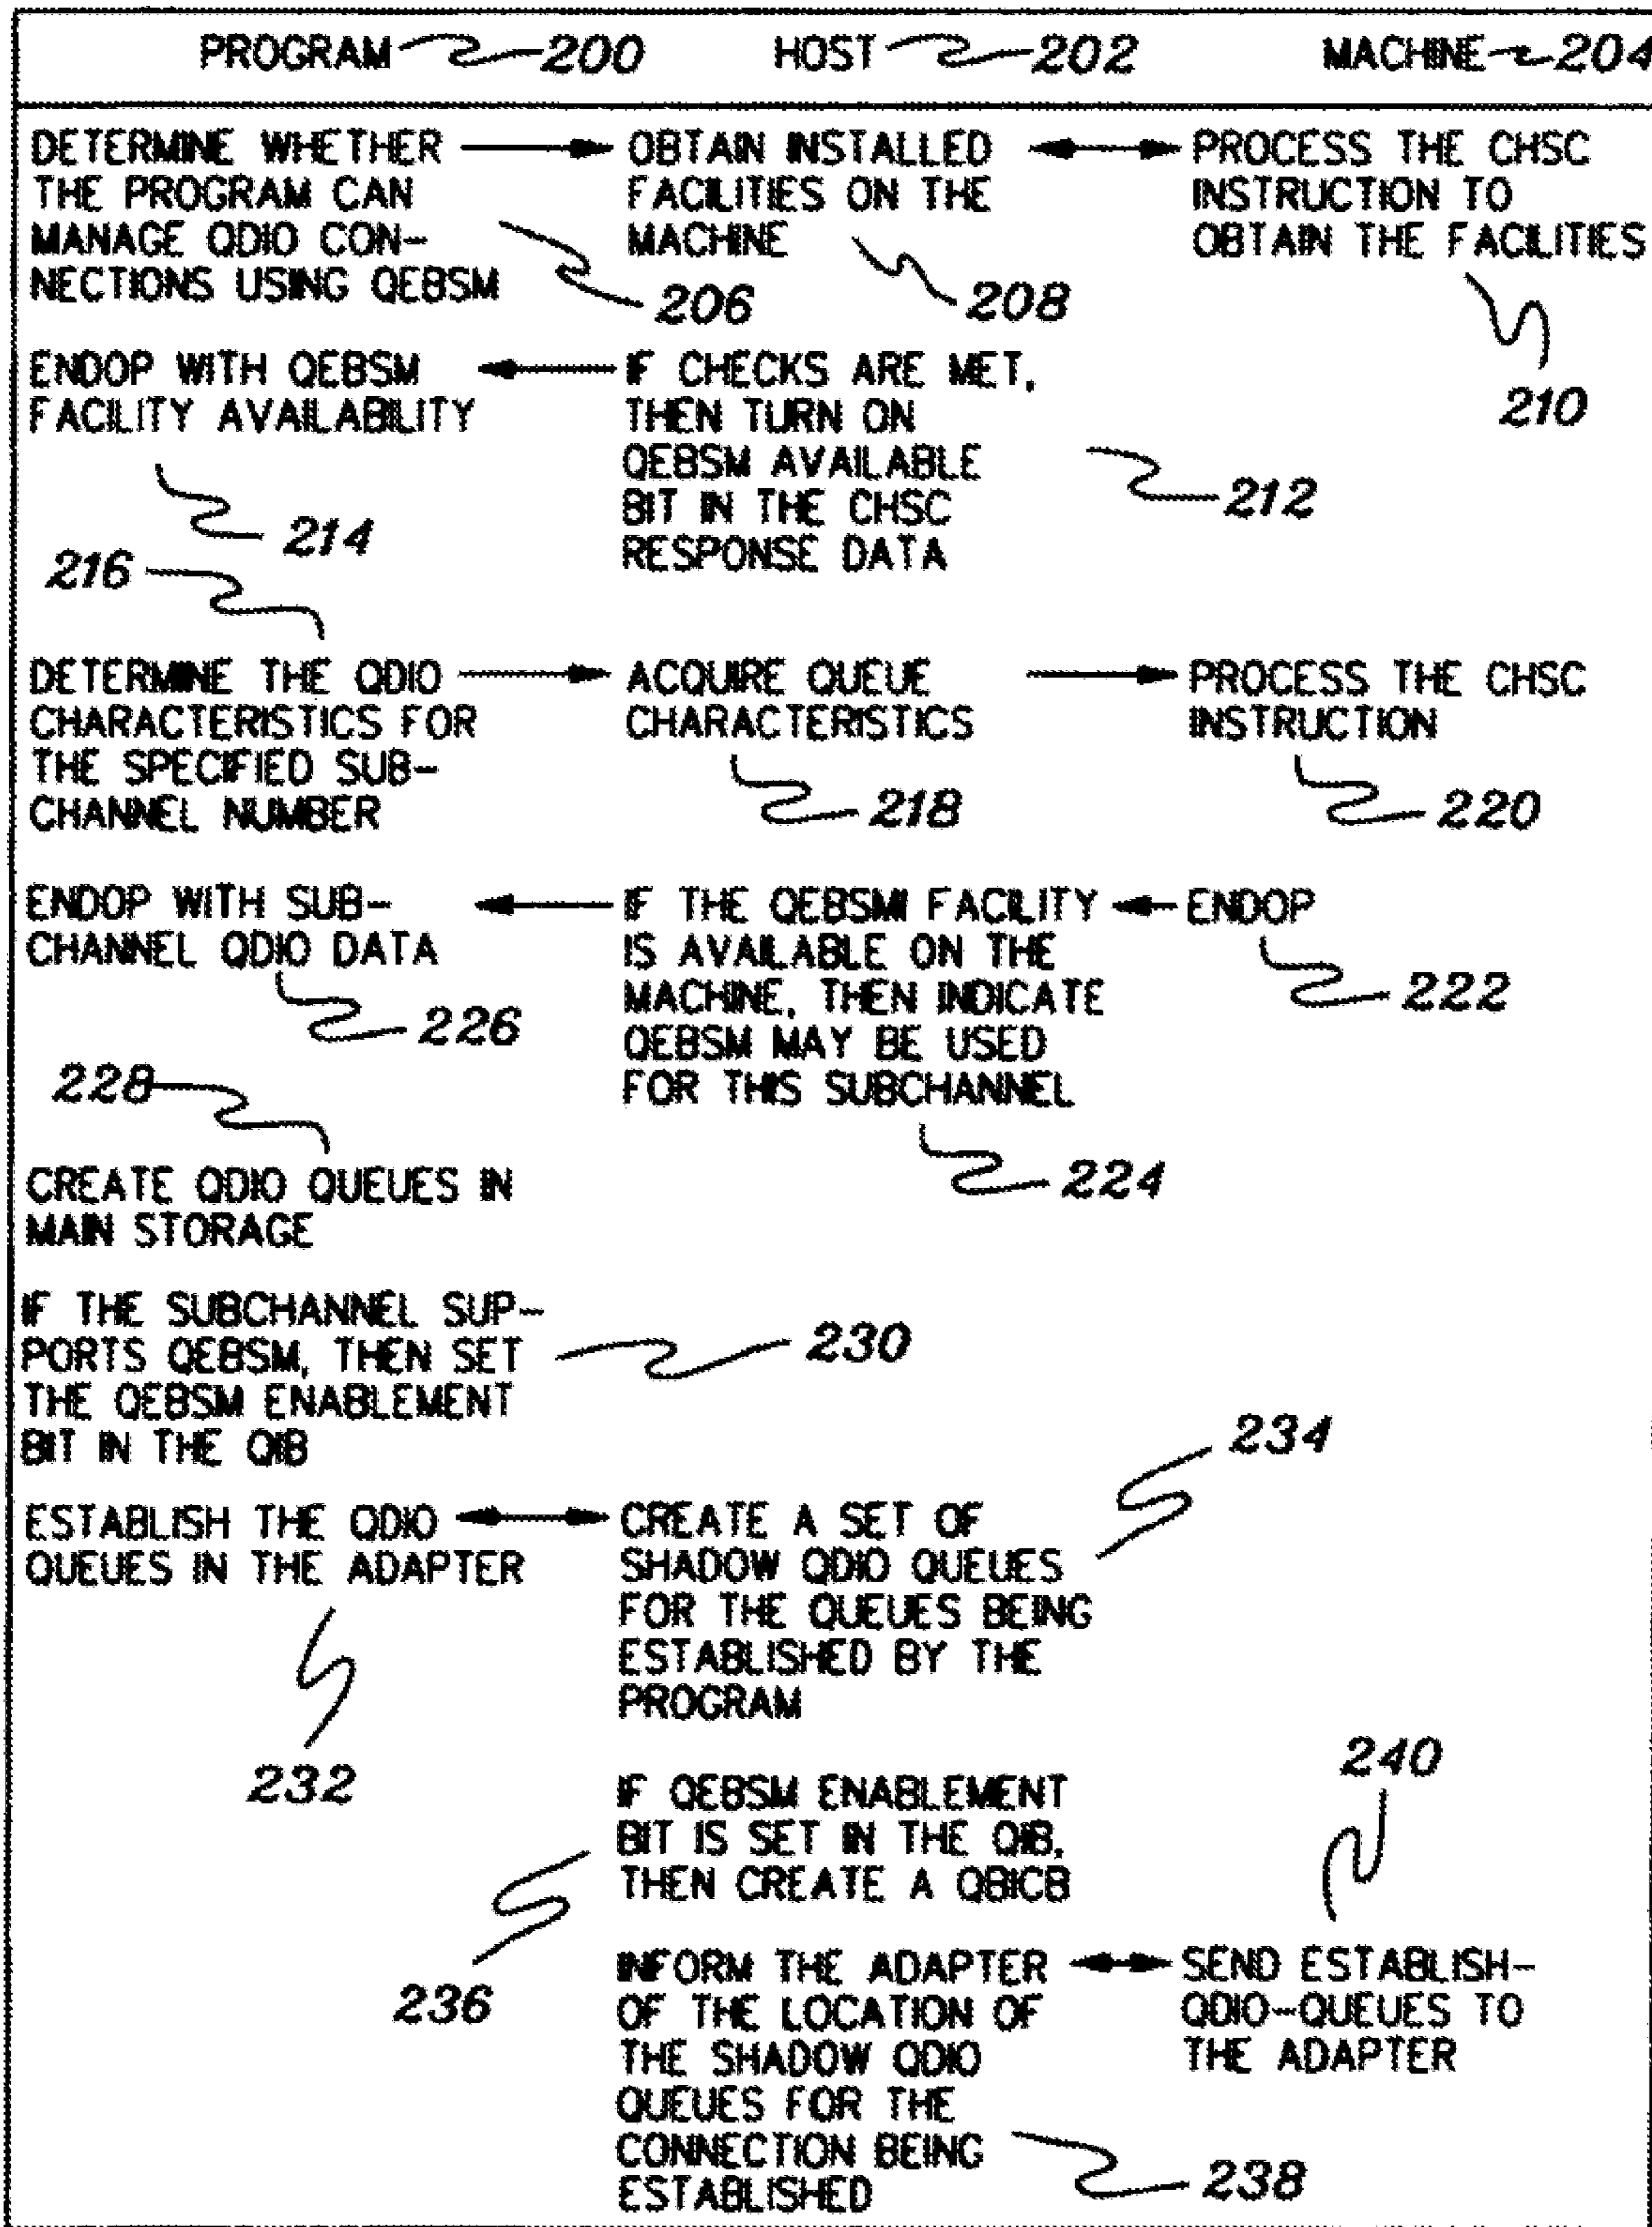 PROGRAM 200 HOST 202 MACHINE 204
DETERMINE WHETHER
THE PROGRAM CAN
MANAGE QDIO CON-
NECTIONS USING QEBSM
206
OBTAIN INSTALLED
FACILITIES ON THE
MACHINE
208
PROCESS THE CHSC
INSTRUCTION TO
OBTAIN THE FACILITIES
210
ENDOP WITH QEBSM
FACILITY AVAILABILITY
214
IF CHECKS ARE MET,
THEN TURN ON
QEBSM AVAILABLE
BIT IN THE CHSC
RESPONSE DATA
212
216
DETERMINE THE QDIO
CHARACTERISTICS FOR
THE SPECIFIED SUB-
CHANNEL NUMBER
ACQUIRE QUEUE
CHARACTERISTICS
218
PROCESS THE CHSC
INSTRUCTION
220
ENDOP WITH SUB-
CHANNEL QDIO DATA
226
IF THE QEBSMI FACILITY
IS AVAILABLE ON THE
MACHINE, THEN INDICATE
QEBSM MAY BE USED
FOR THIS SUBCHANNEL
224
ENDOP
222
228
CREATE QDIO QUEUES IN
MAIN STORAGE
IF THE SUBCHANNEL SUP-
PORTS QEBSM, THEN SET
THE QEBSM ENABLEMENT
BIT IN THE QIB
230
ESTABLISH THE QDIO
QUEUES IN THE ADAPTER
232
CREATE A SET OF
SHADOW QDIO QUEUES
FOR THE QUEUES BEING
ESTABLISHED BY THE
PROGRAM
234
IF QEBSM ENABLEMENT
BIT IS SET IN THE QIB,
THEN CREATE A QBICB
236
INFORM THE ADAPTER
OF THE LOCATION OF
THE SHADOW QDIO
QUEUES FOR THE
CONNECTION BEING
ESTABLISHED
238
240
SEND ESTABLISH-
QDIO-QUEUES TO
THE ADAPTER